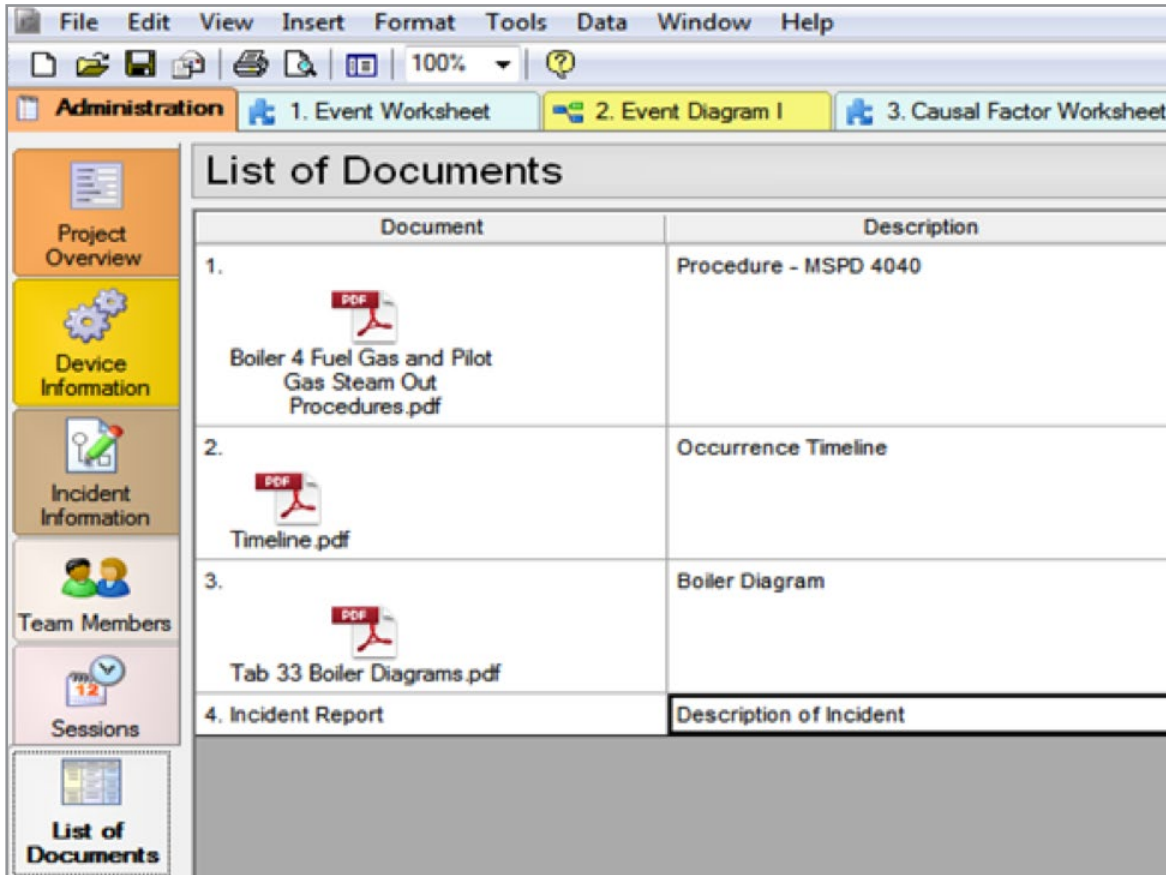 File Edit View Insert Format Tools Data Window Help
100%
Administration 1. Event Worksheet 2. Event Diagram I 3. Causal Factor Worksheet
Project
Overview
Device
Information
Incident
Information
Team Members
12
Sessions
List of
Documents
List of Documents
Document Description
1. Procedure - MSPD 4040
PDF
Boiler 4 Fuel Gas and Pilot
Gas Steam Out
Procedures.pdf
2. Occurrence Timeline
PDF
Timeline.pdf
3. Boiler Diagram
PDF
Tab 33 Boiler Diagrams.pdf
4. Incident Report Description of Incident